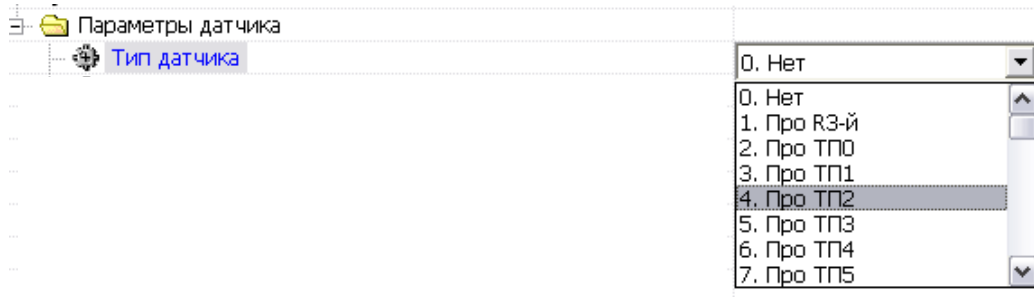 Параметры датчика
Тип датчика
0. Нет
0. Нет
1. Про R3-й
2. Про ТП0
3. Про ТП1
4. Про ТП2
5. Про ТП3
6. Про ТП4
7. Про ТП5